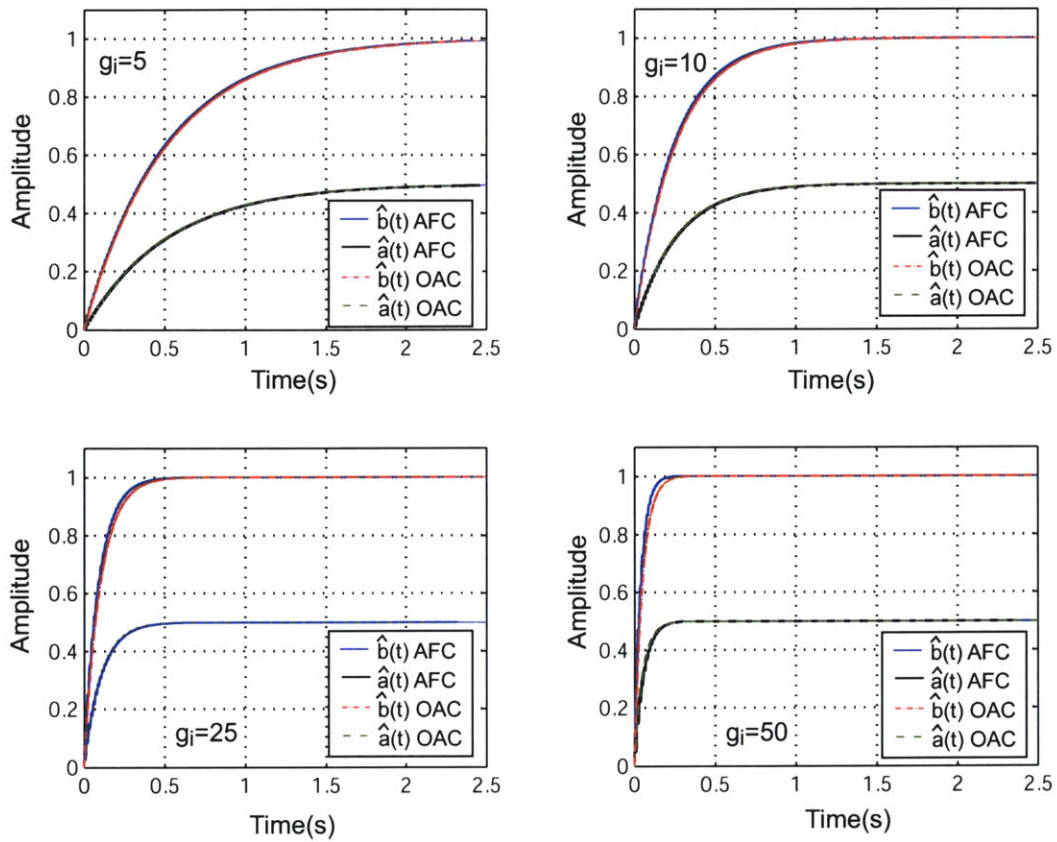 gi=5
Amplitude
1
0.8
0.6
0.4
0.2
0
b̂(t) AFC
â(t) AFC
b̂(t) OAC
â(t) OAC
0 0.5 1 1.5 2 2.5
Time(s)
gi=10
Amplitude
1
0.8
0.6
0.4
0.2
0
b̂(t) AFC
â(t) AFC
b̂(t) OAC
â(t) OAC
0 0.5 1 1.5 2 2.5
Time(s)
Amplitude
1
0.8
0.6
0.4
0.2
0
gi=25
b̂(t) AFC
â(t) AFC
b̂(t) OAC
â(t) OAC
0 0.5 1 1.5 2 2.5
Time(s)
Amplitude
1
0.8
0.6
0.4
0.2
0
gi=50
b̂(t) AFC
â(t) AFC
b̂(t) OAC
â(t) OAC
0 0.5 1 1.5 2 2.5
Time(s)